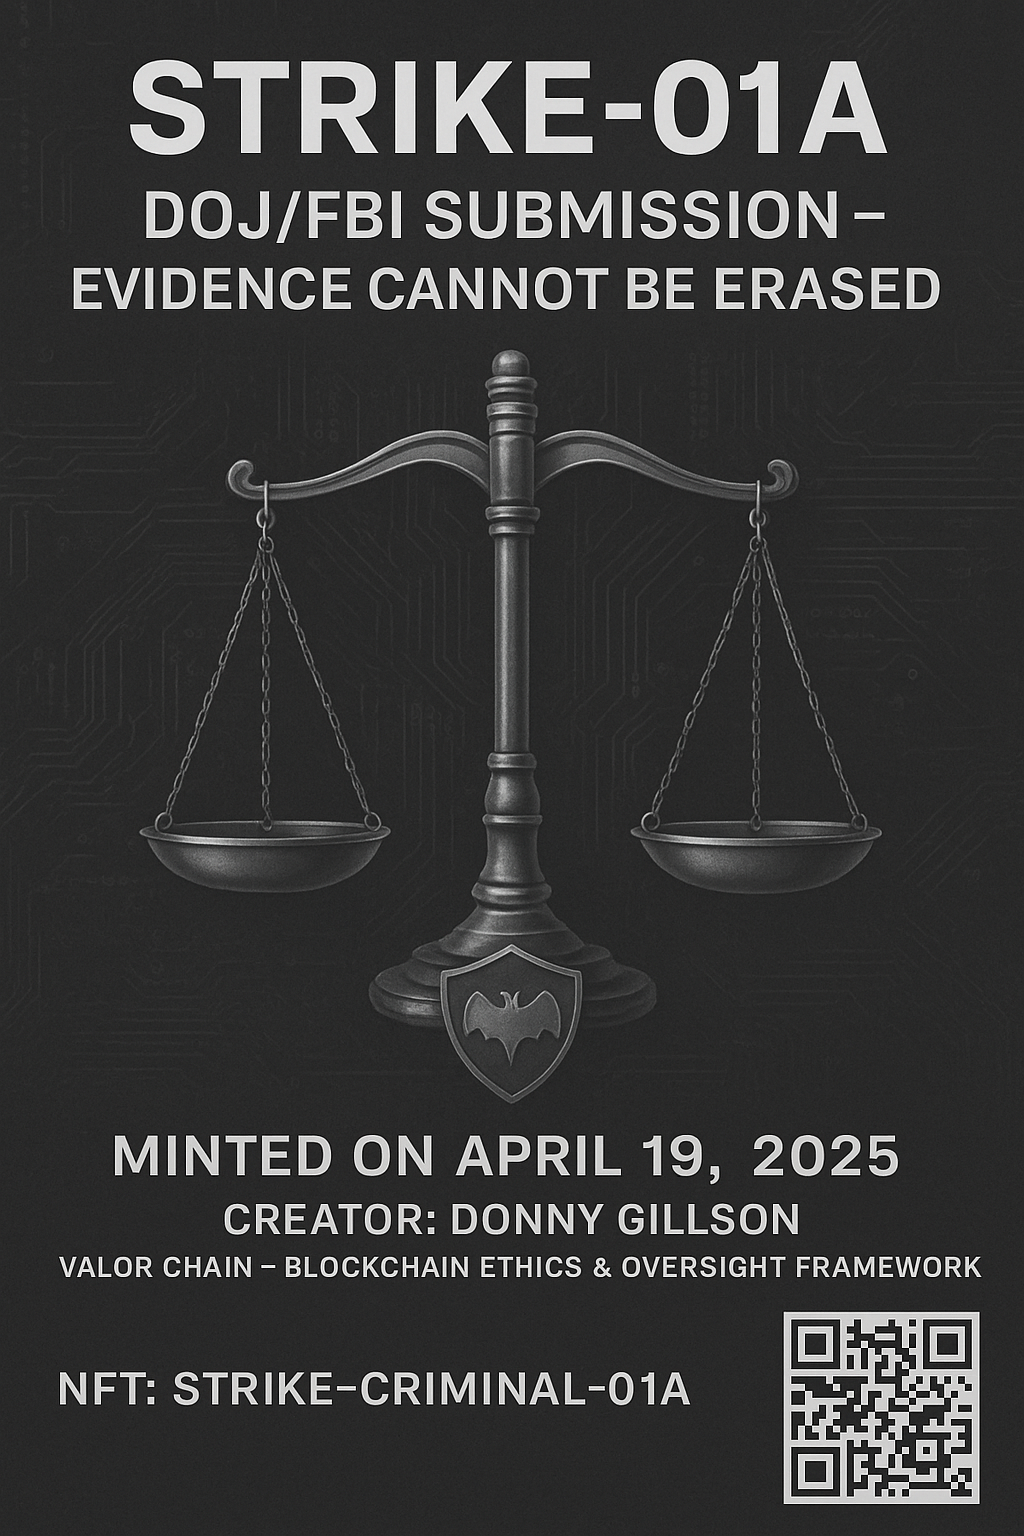 STRIKE-01A
DOJ/FBI SUBMISSION –
EVIDENCE CANNOT BE ERASED
MINTED ON APRIL 19, 2025
CREATOR: DONNY GILLSON
VALOR CHAIN – BLOCKCHAIN ETHICS & OVERSIGHT FRAMEWORK
NFT: STRIKE-CRIMINAL-01A